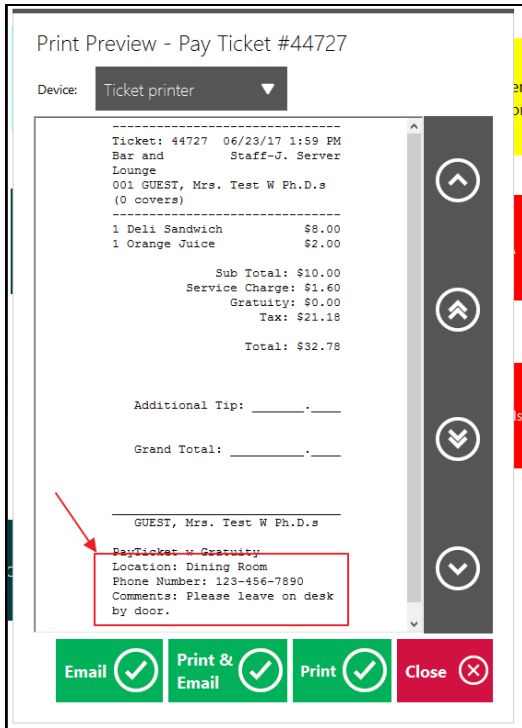 Print Preview - Pay Ticket #44727
Device: Ticket printer
--------------------------------
Ticket: 44727 06/23/17 1:59 PM
Bar and Staff-J. Server
Lounge
001 GUEST, Mrs. Test W Ph.D.s
(0 covers)
--------------------------------
1 Deli Sandwich $8.00
1 Orange Juice $2.00
Sub Total: $10.00
Service Charge: $1.60
Gratuity: $0.00
Tax: $21.18
Total: $32.78
Additional Tip: _______.____
Grand Total: __________.____
GUEST, Mrs. Test W Ph.D.s
PayTicket w Gratuity
Location: Dining Room
Phone Number: 123-456-7890
Comments: Please leave on desk
by door.
Email
Print &
Email
Print
Close